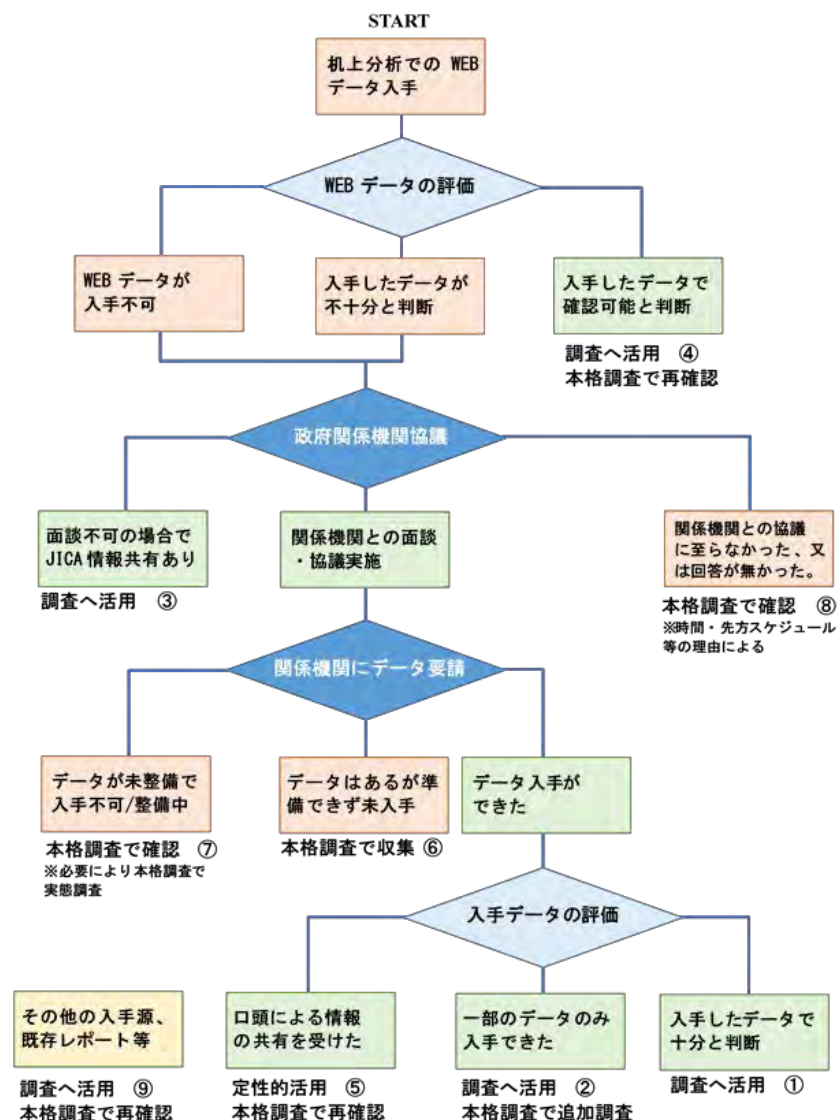 START
机上分析での WEB
データ入手
WEB データの評価
WEB データが
入手不可
入手したデータが
不十分と判断
入手したデータで
確認可能と判断
調査へ活用 ④
本格調査で再確認
政府関係機関協議
面談不可の場合で
JICA 情報共有あり
調査へ活用 ③
関係機関との面談
・協議実施
関係機関との協議
に至らなかった、又
は回答が無かった。
本格調査で確認 ⑧
※時間・先方スケジュール
等の理由による
関係機関にデータ要請
データが未整備で
入手不可/整備中
本格調査で確認 ⑦
※必要により本格調査で
実態調査
データはあるが準
備できず未入手
本格調査で収集 ⑥
データ入手が
できた
入手データの評価
その他の入手源、
既存レポート等
調査へ活用 ⑨
本格調査で再確認
口頭による情報
の共有を受けた
定性的活用 ⑤
本格調査で再確認
一部のデータのみ
入手できた
調査へ活用 ②
本格調査で追加調査
入手したデータで
十分と判断
調査へ活用 ①